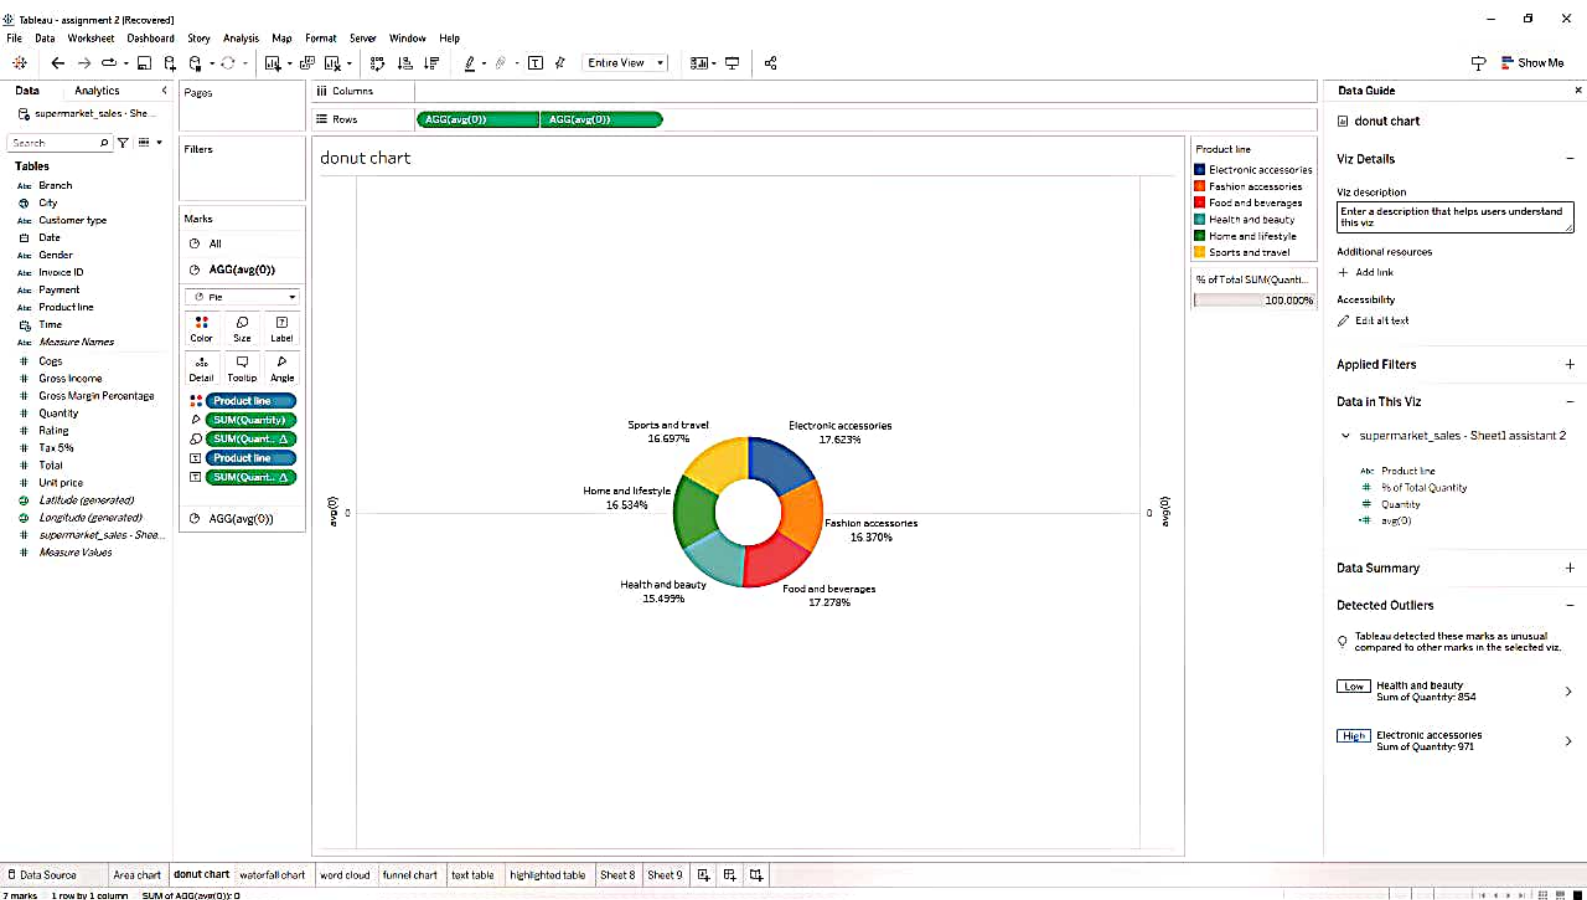 Tableau - assignment 2 [Recovered]
File Data Worksheet Dashboard Story Analysis Map Format Server Window Help
Entire View
Show Me
Data Analytics
supermarket_sales - She...
Search
Tables
Abc Branch
City
Abc Customer type
Date
Abc Gender
Abc Invoice ID
Abc Payment
Abc Product line
Time
Abc Measure Names
# Cogs
# Gross Income
# Gross Margin Percentage
# Quantity
# Rating
# Tax 5%
# Total
# Unit price
Latitude (generated)
Longitude (generated)
# supermarket_sales - Shee...
# Measure Values
Pages
Filters
Marks
All
AGG(avg(0))
Pie
Color Size Label
Detail Tooltip Angle
Product line
SUM(Quantity)
SUM(Quant.. Δ
Product line
SUM(Quant.. Δ
AGG(avg(0))
Columns
Rows AGG(avg(0)) AGG(avg(0))
donut chart
Sports and travel
16.697%
Electronic accessories
17.623%
Home and lifestyle
16.534%
Fashion accessories
16.370%
Health and beauty
15.499%
Food and beverages
17.278%
avg(0)
0
0
avg(0)
Product line
Electronic accessories
Fashion accessories
Food and beverages
Health and beauty
Home and lifestyle
Sports and travel
% of Total SUM(Quanti...
100.000%
Data Guide
donut chart
Viz Details
Viz description
Enter a description that helps users understand
this viz
Additional resources
+ Add link
Accessibility
Edit alt text
Applied Filters
Data in This Viz
supermarket_sales - Sheet1 assistant 2
Abc Product line
# % of Total Quantity
# Quantity
# avg(0)
Data Summary
Detected Outliers
Tableau detected these marks as unusual
compared to other marks in the selected viz.
Low Health and beauty
Sum of Quantity: 854
High Electronic accessories
Sum of Quantity: 971
Data Source Area chart donut chart waterfall chart word cloud funnel chart text table highlighted table Sheet 8 Sheet 9
7 marks 1 row by 1 column SUM of AGG(avg(0)): 0